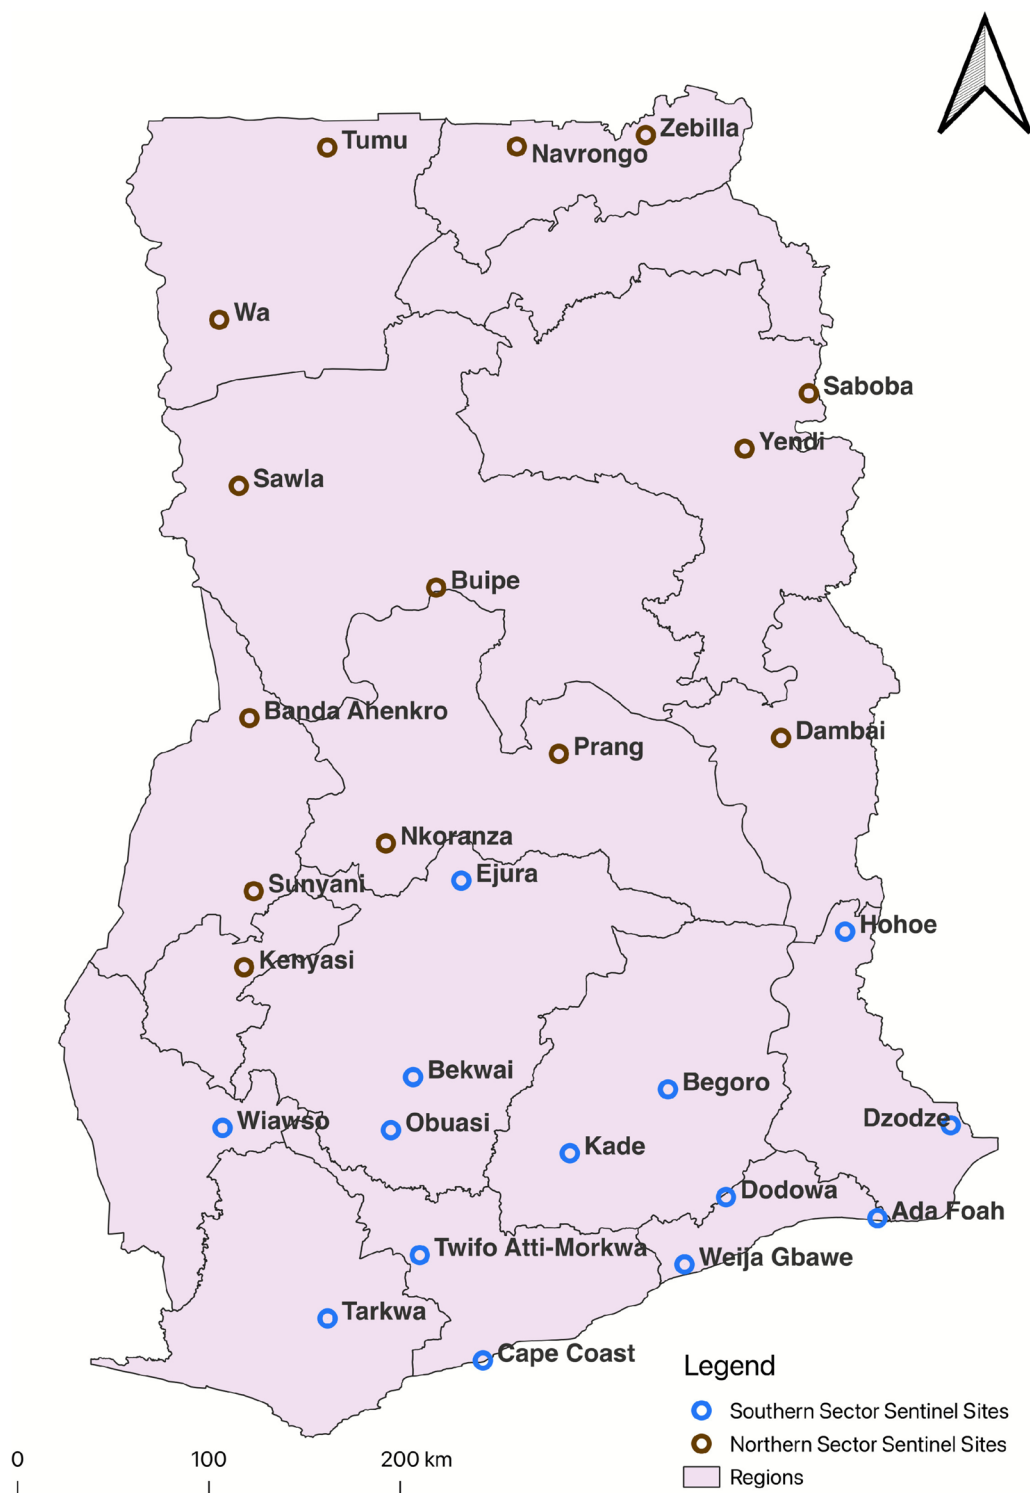 Zebilla
Tumu
Navrongo
Wa
Saboba
Yendi
Sawla
Buipe
Banda Ahenkro
Dambai
Prang
Nkoranza
Ejura
Sunyani
Hohoe
Kenyasi
Bekwai
Begoro
Dzodze
Wiawso
Obuasi
Kade
Dodowa
Ada Foah
Twifo Atti-Morkwa
Weija Gbawe
Tarkwa
Cape Coast
Legend
Southern Sector Sentinel Sites
Northern Sector Sentinel Sites
Regions
0 100 200 km